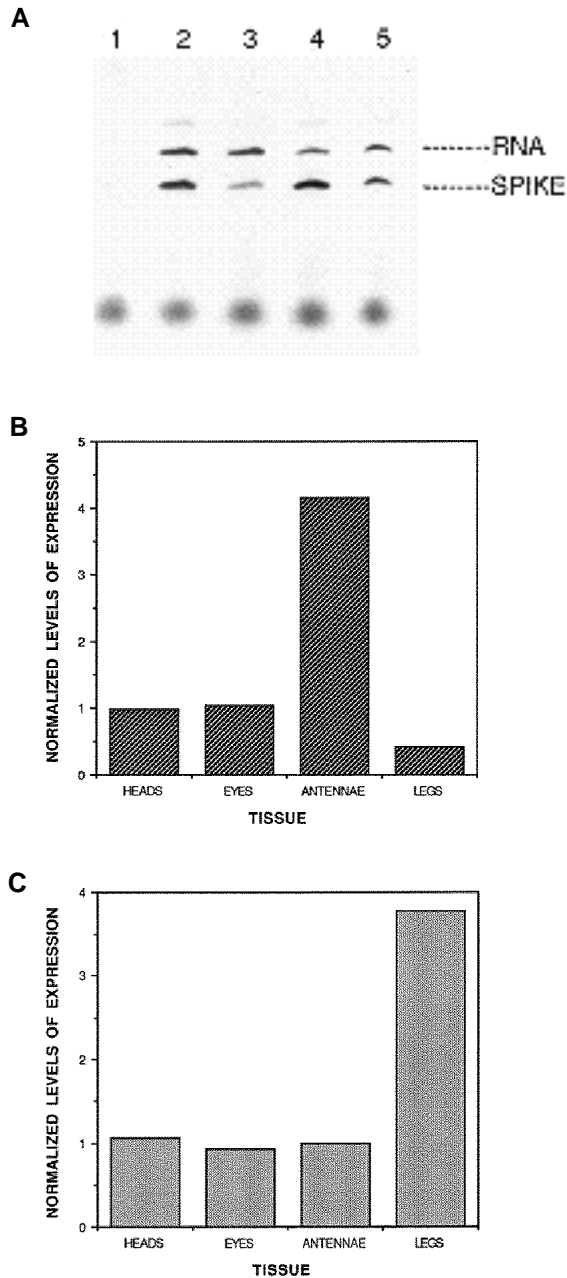 A
1 2 3 4 5
RNA
SPIKE
B
NORMALIZED LEVELS OF EXPRESSION
5
4
3
2
1
0
HEADS EYES ANTENNAE LEGS
TISSUE
C
NORMALIZED LEVELS OF EXPRESSION
4
3
2
1
0
HEADS EYES ANTENNAE LEGS
TISSUE